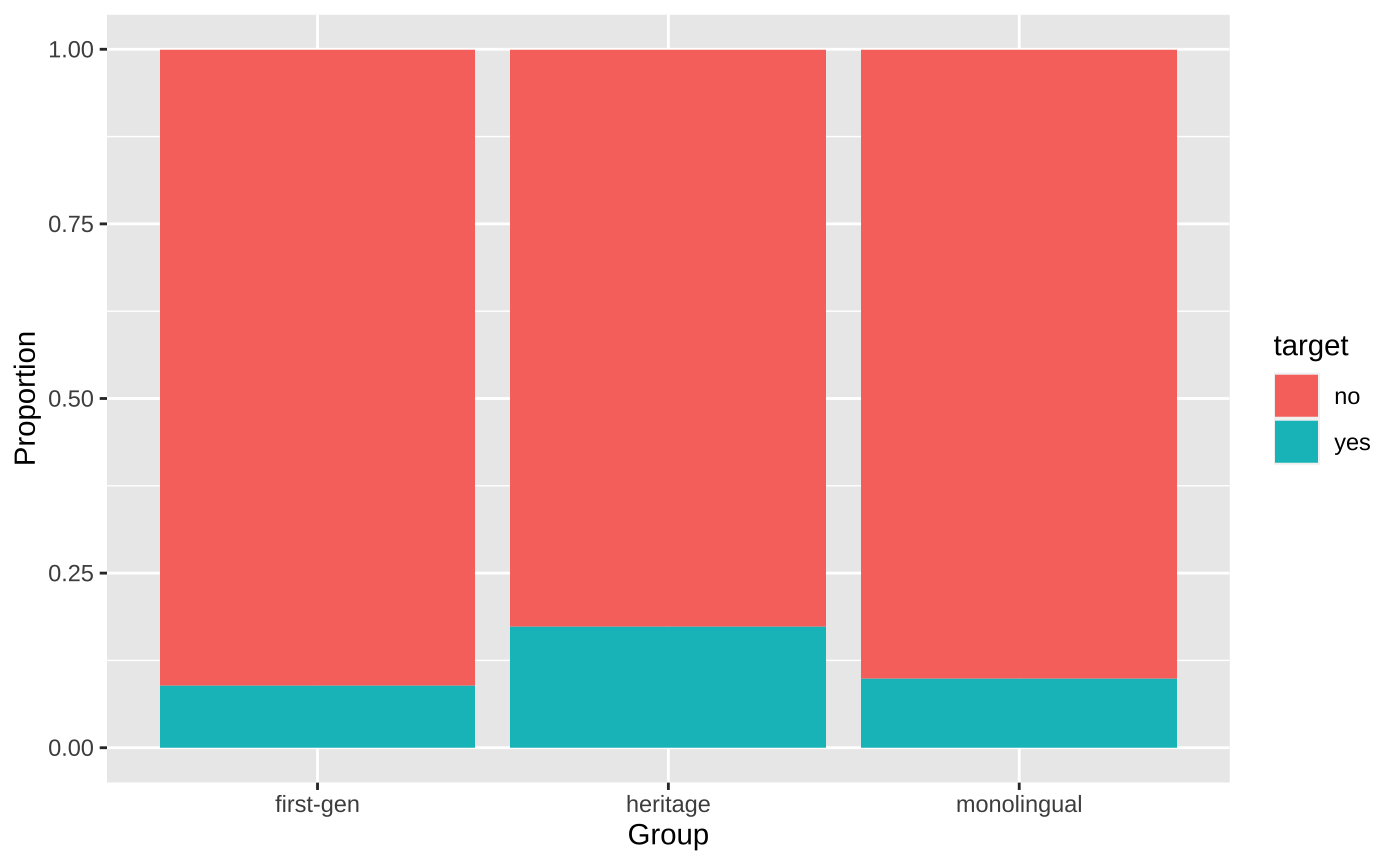 1.00
0.75
0.50
0.25
0.00
Proportion
first-gen heritage monolingual
Group
target
no
yes